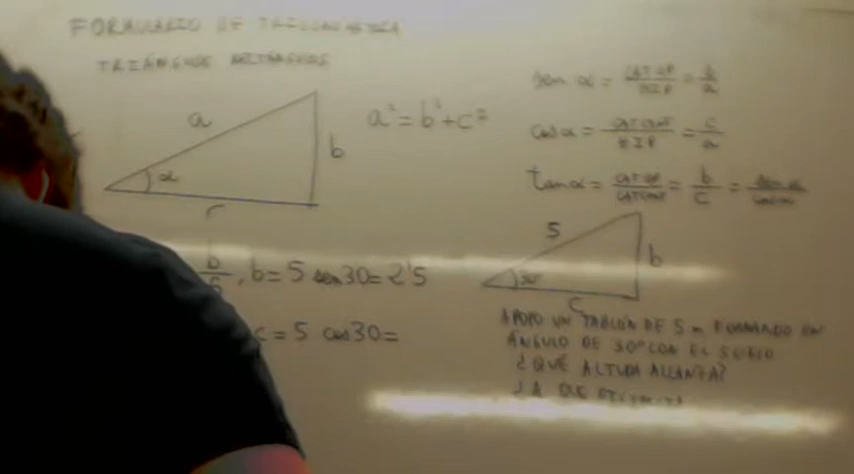 FORMULARIO DE TRIGONOMETRIA
TRIÁNGULOS RECTÁNGULOS
a
α
b
c
a² = b² + c²
sen α = CAT OP / HIP = b / a
cos α = CAT CONT / HIP = c / a
tan α = CAT OP / CAT CONT = b / c = sen α / cos α
5
30°
b
c
b / 5, b = 5 sen 30 = 2'5
c = 5 cos 30 =
APOYO UN TABLÓN DE 5 m FORMANDO UN
ÁNGULO DE 30° CON EL SUELO
¿QUÉ ALTURA ALCANZA?
¿A QUE